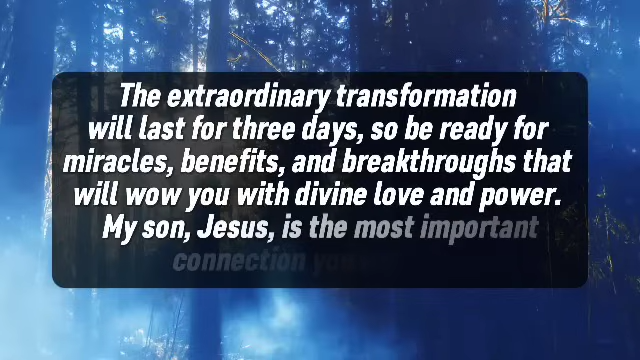 The extraordinary transformation
will last for three days, so be ready for
miracles, benefits, and breakthroughs that
will wow you with divine love and power.
My son, Jesus, is the most important
connection